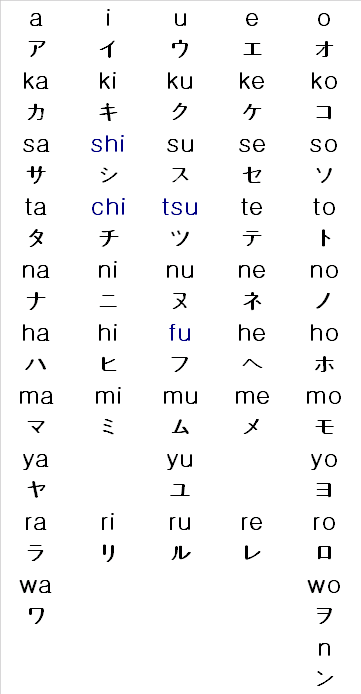 a i u e o
ア イ ウ エ オ
ka ki ku ke ko
カ キ ク ケ コ
sa shi su se so
サ シ ス セ ソ
ta chi tsu te to
タ チ ツ テ ト
na ni nu ne no
ナ ニ ヌ ネ ノ
ha hi fu he ho
ハ ヒ フ ヘ ホ
ma mi mu me mo
マ ミ ム メ モ
ya yu yo
ヤ ユ ヨ
ra ri ru re ro
ラ リ ル レ ロ
wa wo
ワ ヲ
n
ン